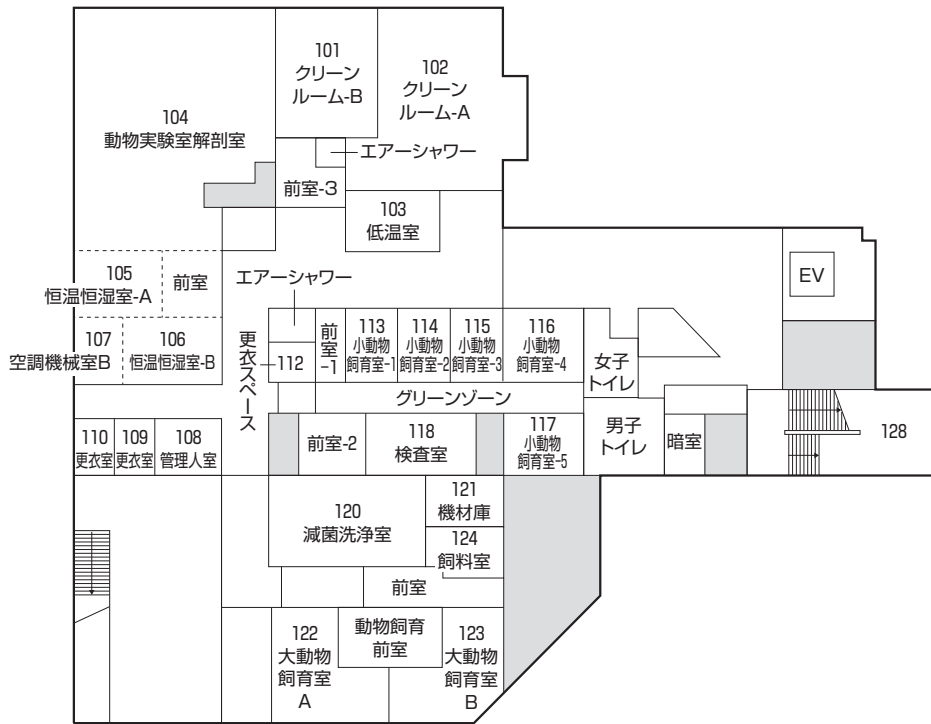 101
クリーン
ルーム-B
102
クリーン
ルーム-A
104
動物実験室解剖室
エアーシャワー
前室-3
103
低温室
105
恒温恒湿室-A
前室
エアーシャワー
EV
107
空調機械室B
106
恒温恒湿室-B
更衣スペース
112
前室-1
113
小動物
飼育室-1
114
小動物
飼育室-2
115
小動物
飼育室-3
116
小動物
飼育室-4
女子
トイレ
グリーンゾーン
110
更衣室
109
更衣室
108
管理人室
前室-2
118
検査室
117
小動物
飼育室-5
男子
トイレ
暗室
128
120
減菌洗浄室
121
機材庫
124
飼料室
前室
122
大動物
飼育室
A
動物飼育
前室
123
大動物
飼育室
B